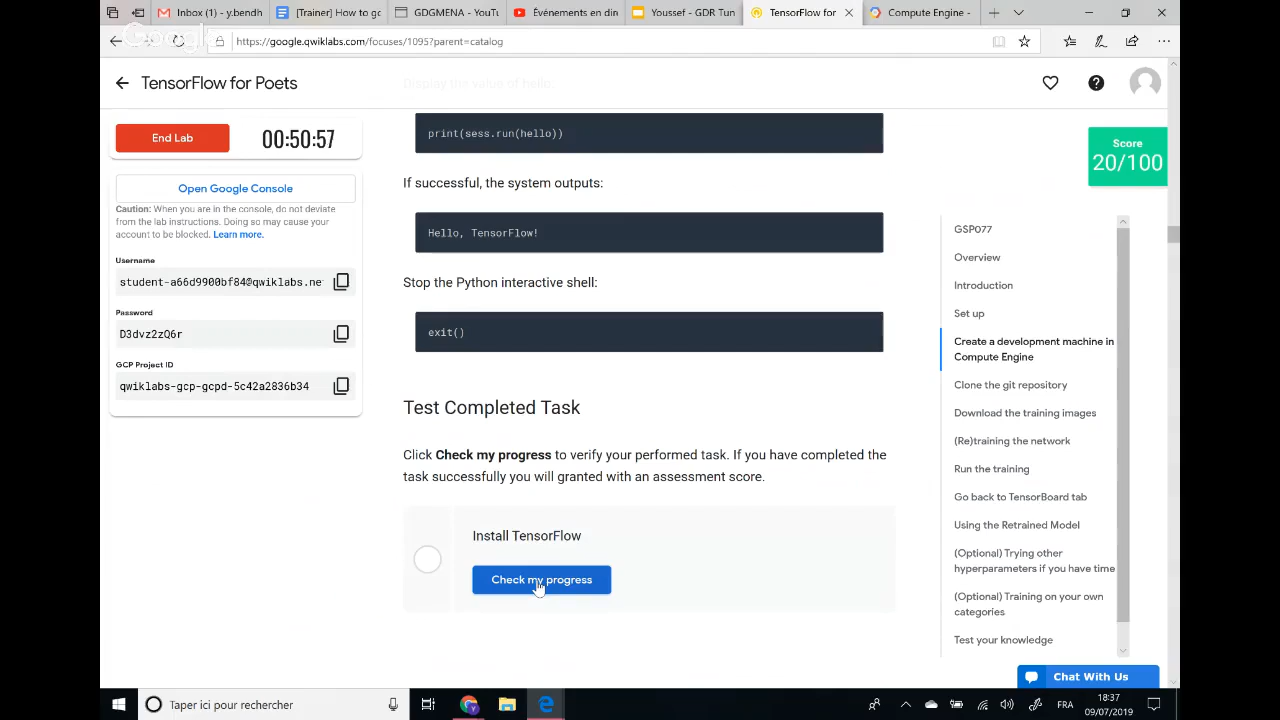 Inbox (1) - y.bendh
[Trainer] How to go
GDGMENA - YouTu
Événements en dir
Youssef - GDR Tun
TensorFlow for
Compute Engine -
https://google.qwiklabs.com/focuses/1095?parent=catalog
TensorFlow for Poets
End Lab
00:50:57
Open Google Console
Caution: When you are in the console, do not deviate
from the lab instructions. Doing so may cause your
account to be blocked. Learn more.
Username
student-a66d9900bf84@qwiklabs.ne
Password
D3dvz2zQ6r
GCP Project ID
qwiklabs-gcp-gcpd-5c42a2836b34
Display the value of hello:
print(sess.run(hello))
If successful, the system outputs:
Hello, TensorFlow!
Stop the Python interactive shell:
exit()
Test Completed Task
Click Check my progress to verify your performed task. If you have completed the
task successfully you will granted with an assessment score.
Install TensorFlow
Check my progress
Score
20/100
GSP077
Overview
Introduction
Set up
Create a development machine in
Compute Engine
Clone the git repository
Download the training images
(Re)training the network
Run the training
Go back to TensorBoard tab
Using the Retrained Model
(Optional) Trying other
hyperparameters if you have time
(Optional) Training on your own
categories
Test your knowledge
Chat With Us
Taper ici pour rechercher
FRA
18:37
09/07/2019